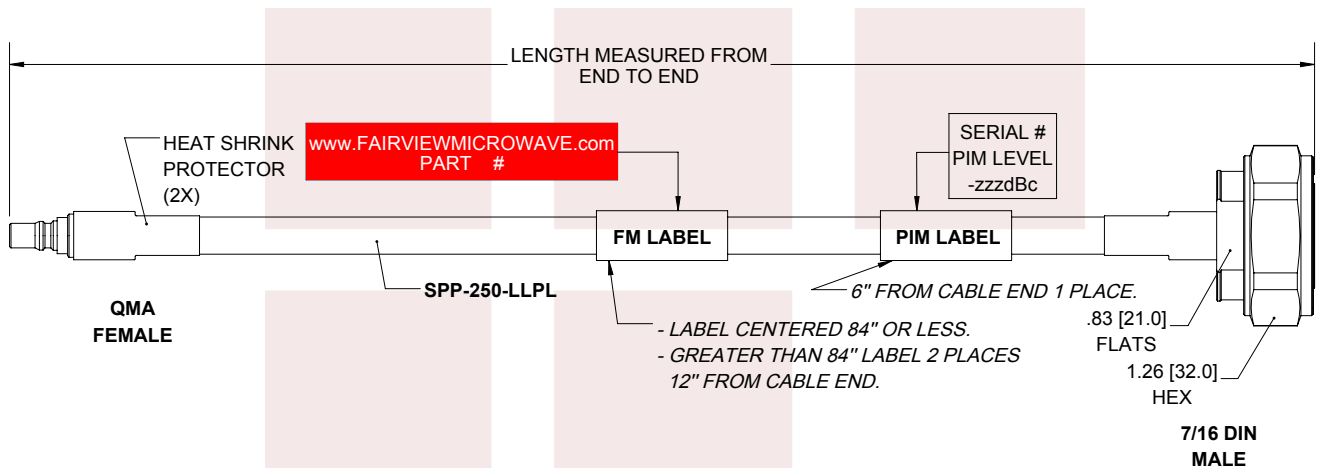 LENGTH MEASURED FROM
END TO END
HEAT SHRINK
PROTECTOR
(2X)
www.FAIRVIEWMICROWAVE.com
PART #
SERIAL #
PIM LEVEL
-zzzdBc
FM LABEL
PIM LABEL
QMA
FEMALE
SPP-250-LLPL
6" FROM CABLE END 1 PLACE.
- LABEL CENTERED 84" OR LESS.
- GREATER THAN 84" LABEL 2 PLACES
12" FROM CABLE END.
.83 [21.0]
FLATS
1.26 [32.0]
HEX
7/16 DIN
MALE